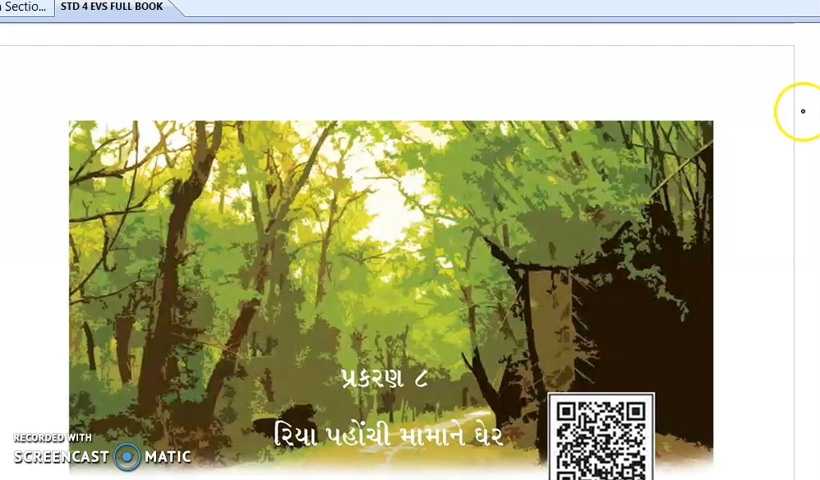 Sectio... STD 4 EVS FULL BOOK
પ્રકરણ ૮
રિયા પહોંચી મામાને ઘેર
RECORDED WITH
SCREENCAST MATIC